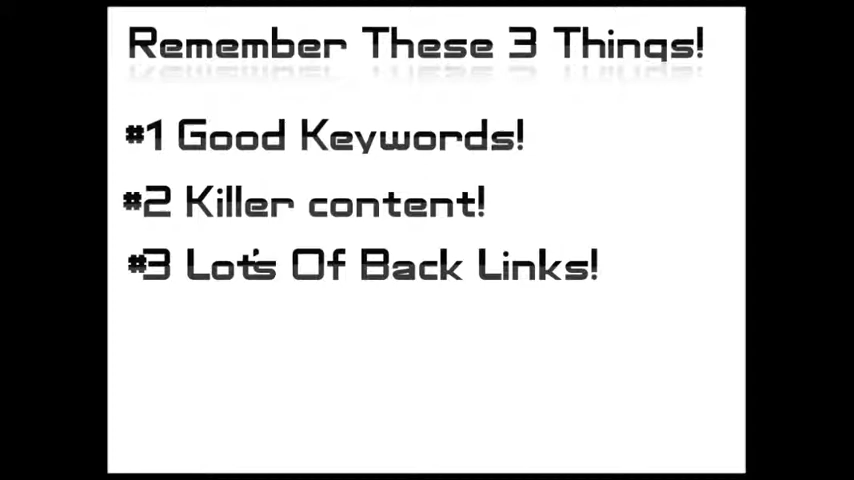 Remember These 3 Things!
#1 Good Keywords!
#2 Killer content!
#3 Lot's Of Back Links!